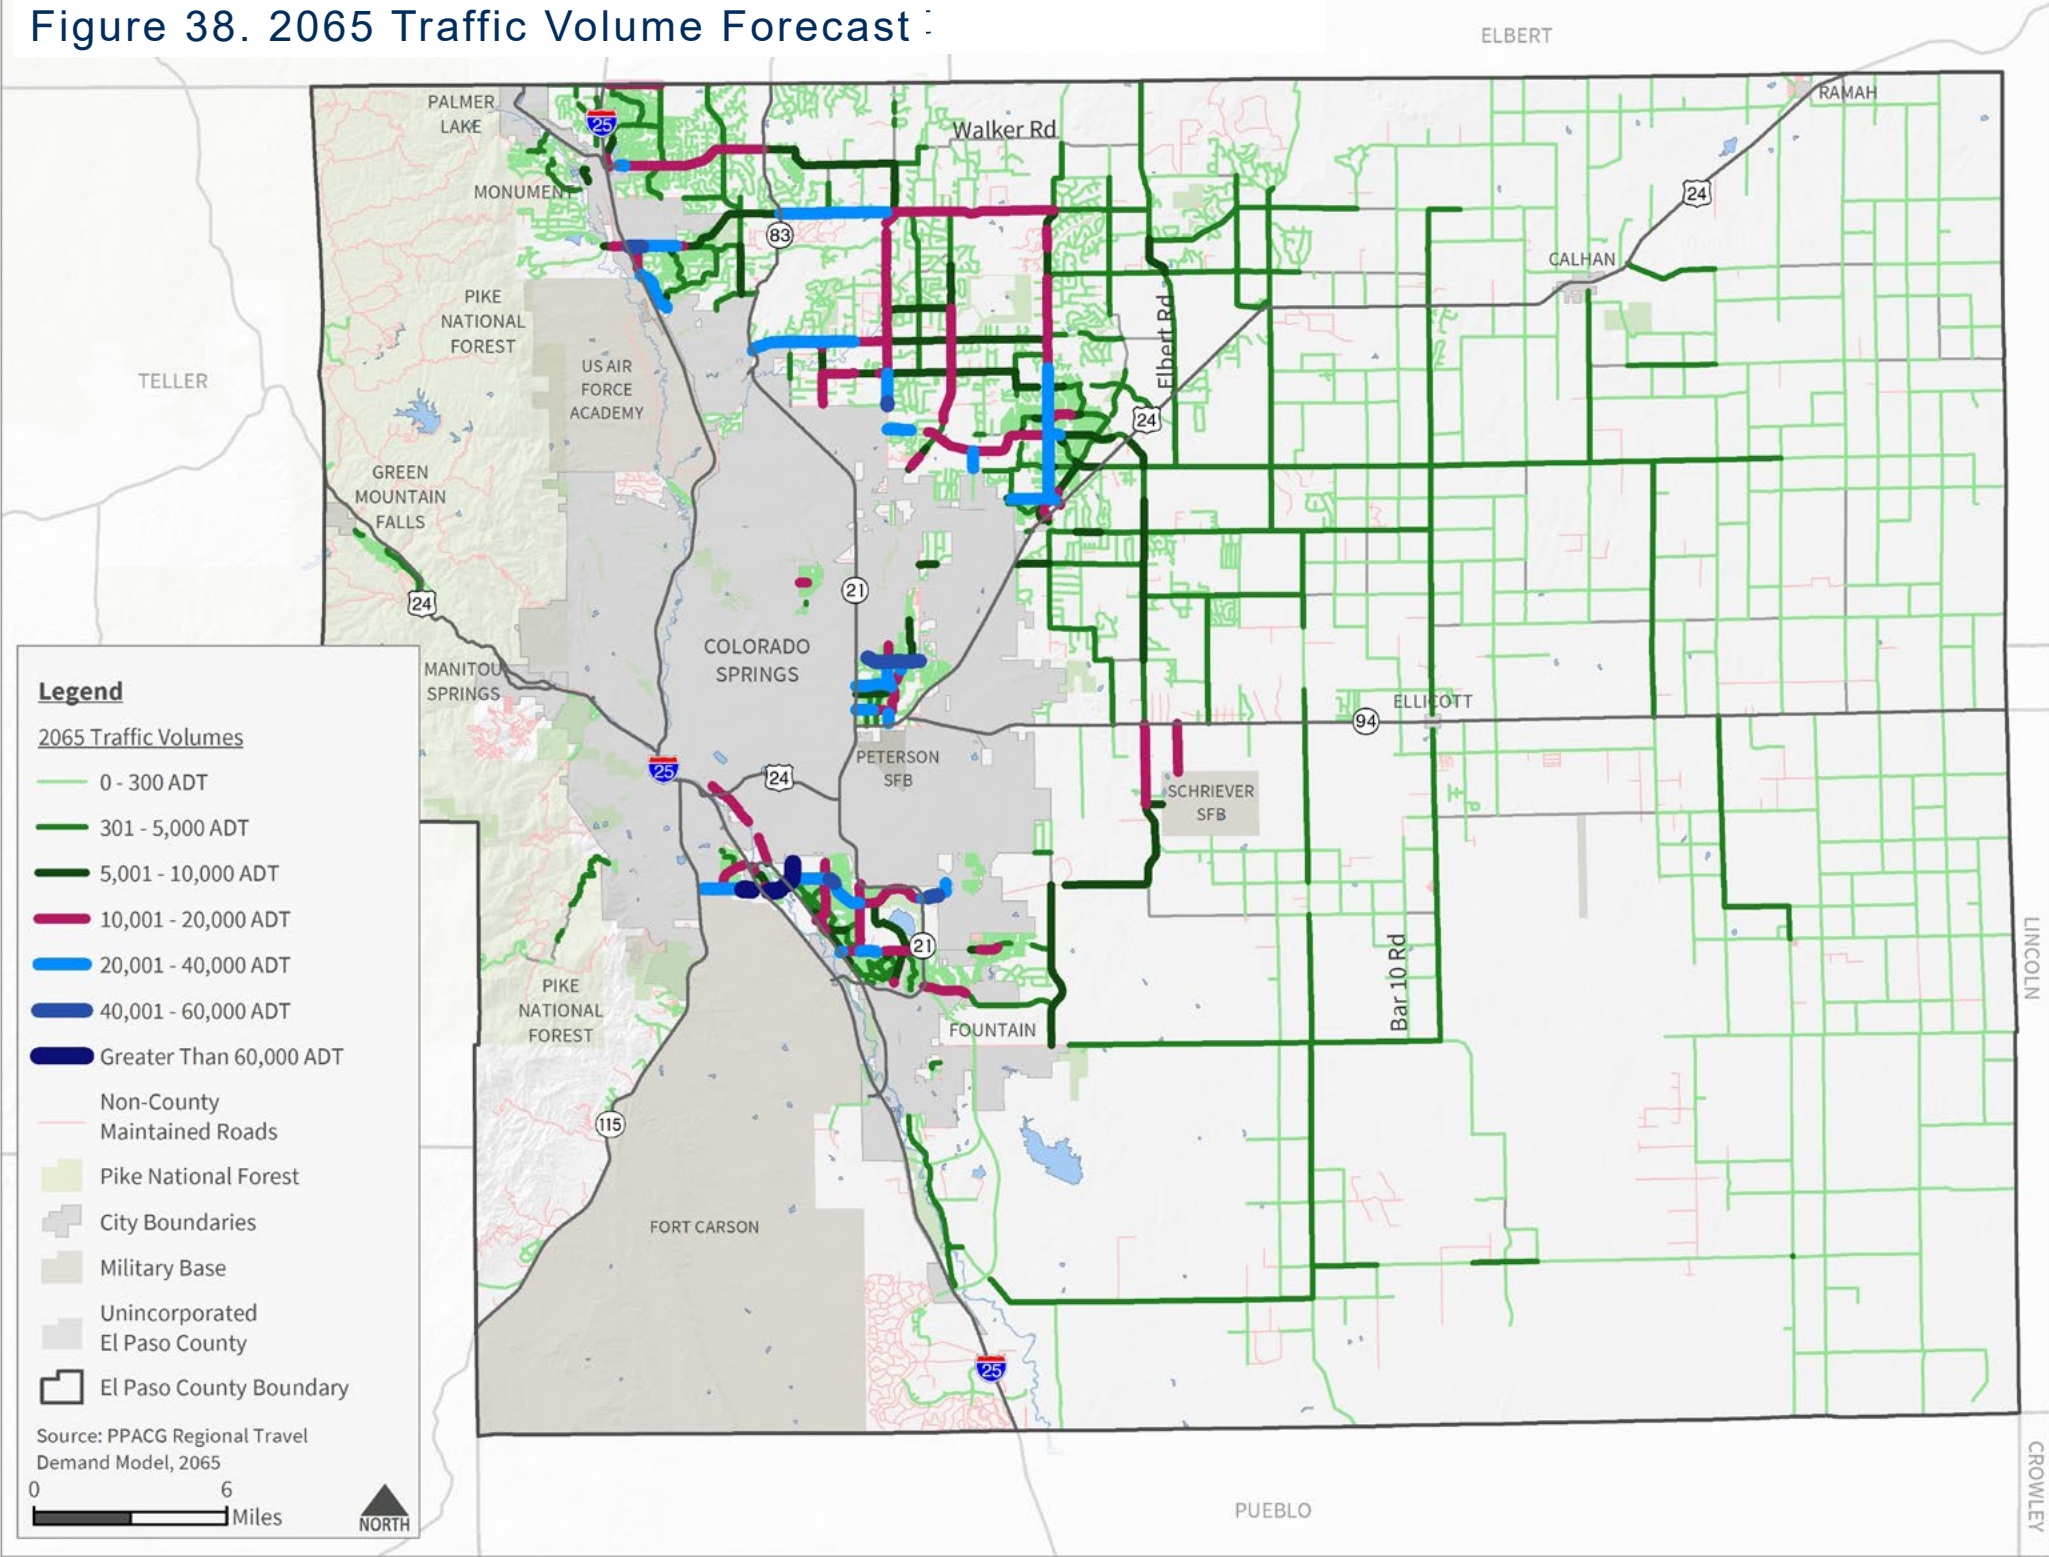 Figure 38. 2065 Traffic Volume Forecast
ELBERT
PALMER
LAKE
25
Walker Rd
RAMAH
MONUMENT
24
83
CALHAN
PIKE
NATIONAL
FOREST
US AIR
FORCE
ACADEMY
Elbert Rd
TELLER
24
GREEN
MOUNTAIN
FALLS
24
21
COLORADO
SPRINGS
MANITOU
SPRINGS
ELLICOTT
94
PETERSON
SFB
25
24
SCHRIEVER
SFB
21
Bar 10 Rd
LINCOLN
PIKE
NATIONAL
FOREST
FOUNTAIN
115
FORT CARSON
25
PUEBLO
CROWLEY
Legend
2065 Traffic Volumes
0 - 300 ADT
301 - 5,000 ADT
5,001 - 10,000 ADT
10,001 - 20,000 ADT
20,001 - 40,000 ADT
40,001 - 60,000 ADT
Greater Than 60,000 ADT
Non-County
Maintained Roads
Pike National Forest
City Boundaries
Military Base
Unincorporated
El Paso County
El Paso County Boundary
Source: PPACG Regional Travel
Demand Model, 2065
0 6
Miles
NORTH